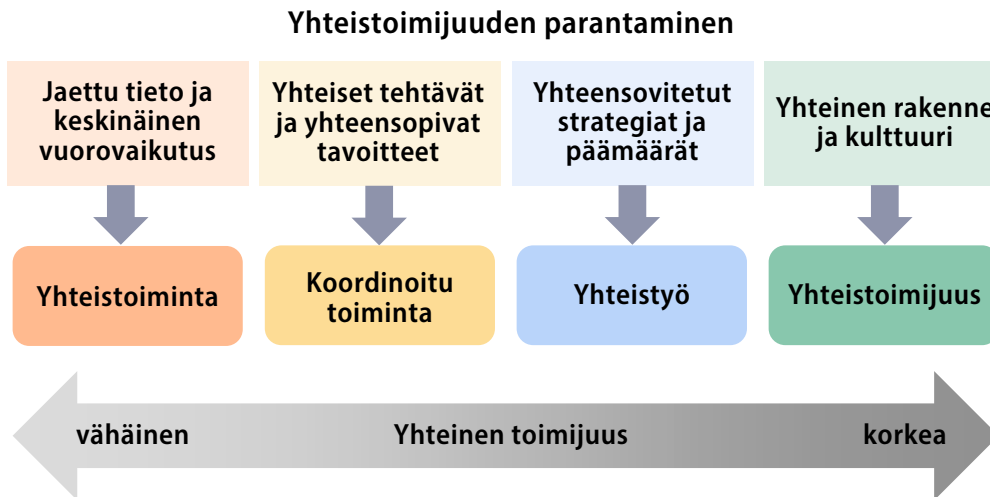 Yhteistoimijuuden parantaminen
Jaettu tieto ja
keskinäinen
vuorovaikutus
Yhteiset tehtävät
ja yhteensopivat
tavoitteet
Yhteensovitetut
strategiat ja
päämäärät
Yhteinen rakenne
ja kulttuuri
Yhteistoiminta
Koordinoitu
toiminta
Yhteistyö
Yhteistoimijuus
vähäinen
Yhteinen toimijuus
korkea